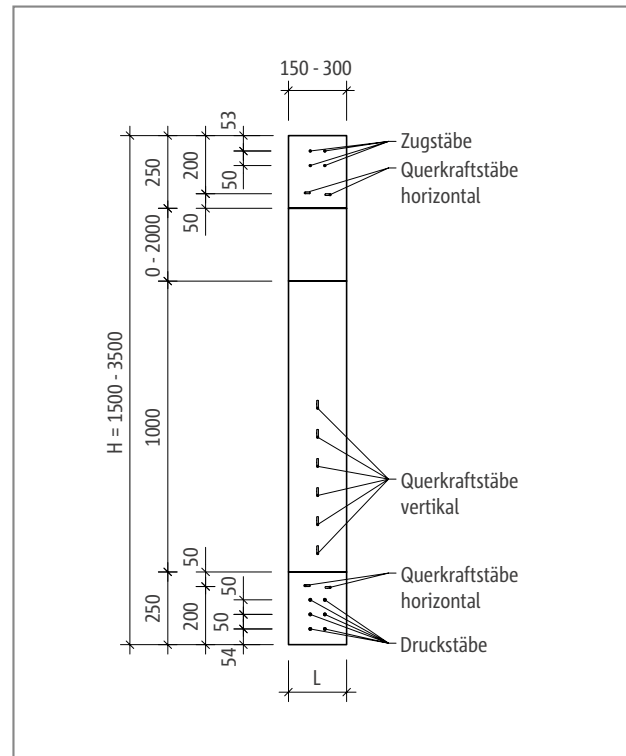 150 - 300
53
Zugstäbe
250
200
50
Querkraftstäbe
horizontal
50
0 - 2000
H = 1500 - 3500
1000
Querkraftstäbe
vertikal
50
Querkraftstäbe
horizontal
50
250
200
50
Druckstäbe
54
L